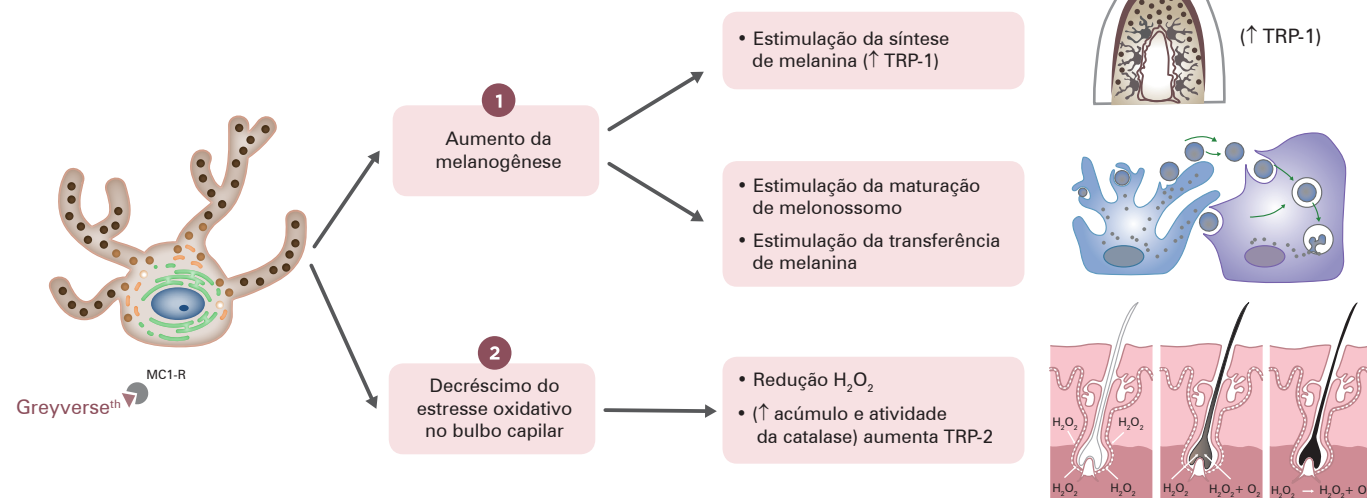 • Estimulação da síntese
de melanina (↑ TRP-1)
(↑ TRP-1)
1
Aumento da
melanogênese
• Estimulação da maturação
de melonossomo
• Estimulação da transferência
de melanina
MC1-R
Greyverseᵗʰ
2
Decréscimo do
estresse oxidativo
no bulbo capilar
• Redução H₂O₂
• (↑ acúmulo e atividade
da catalase) aumenta TRP-2
H₂O₂ H₂O₂
H₂O₂ H₂O₂
H₂O₂ H₂O₂+ O₂
H₂O₂ → H₂O₂+ O